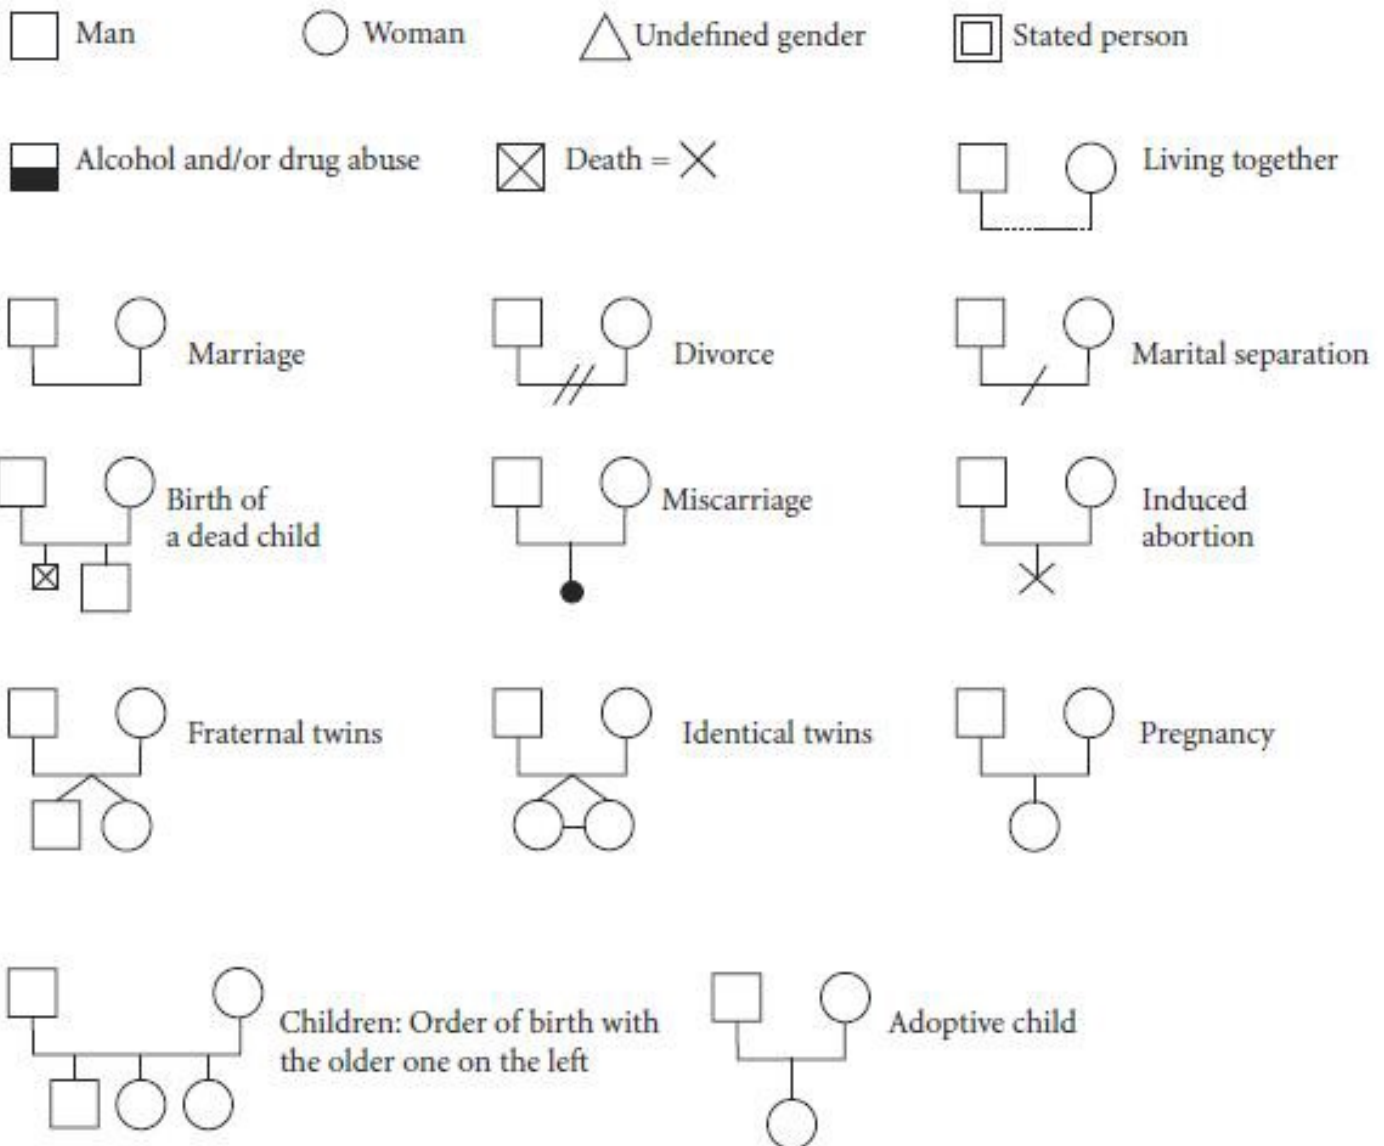 Man
Woman
Undefined gender
Stated person
Alcohol and/or drug abuse
Death =
Living together
Marriage
Divorce
Marital separation
Birth of
a dead child
Miscarriage
Induced
abortion
Fraternal twins
Identical twins
Pregnancy
Children: Order of birth with
the older one on the left
Adoptive child